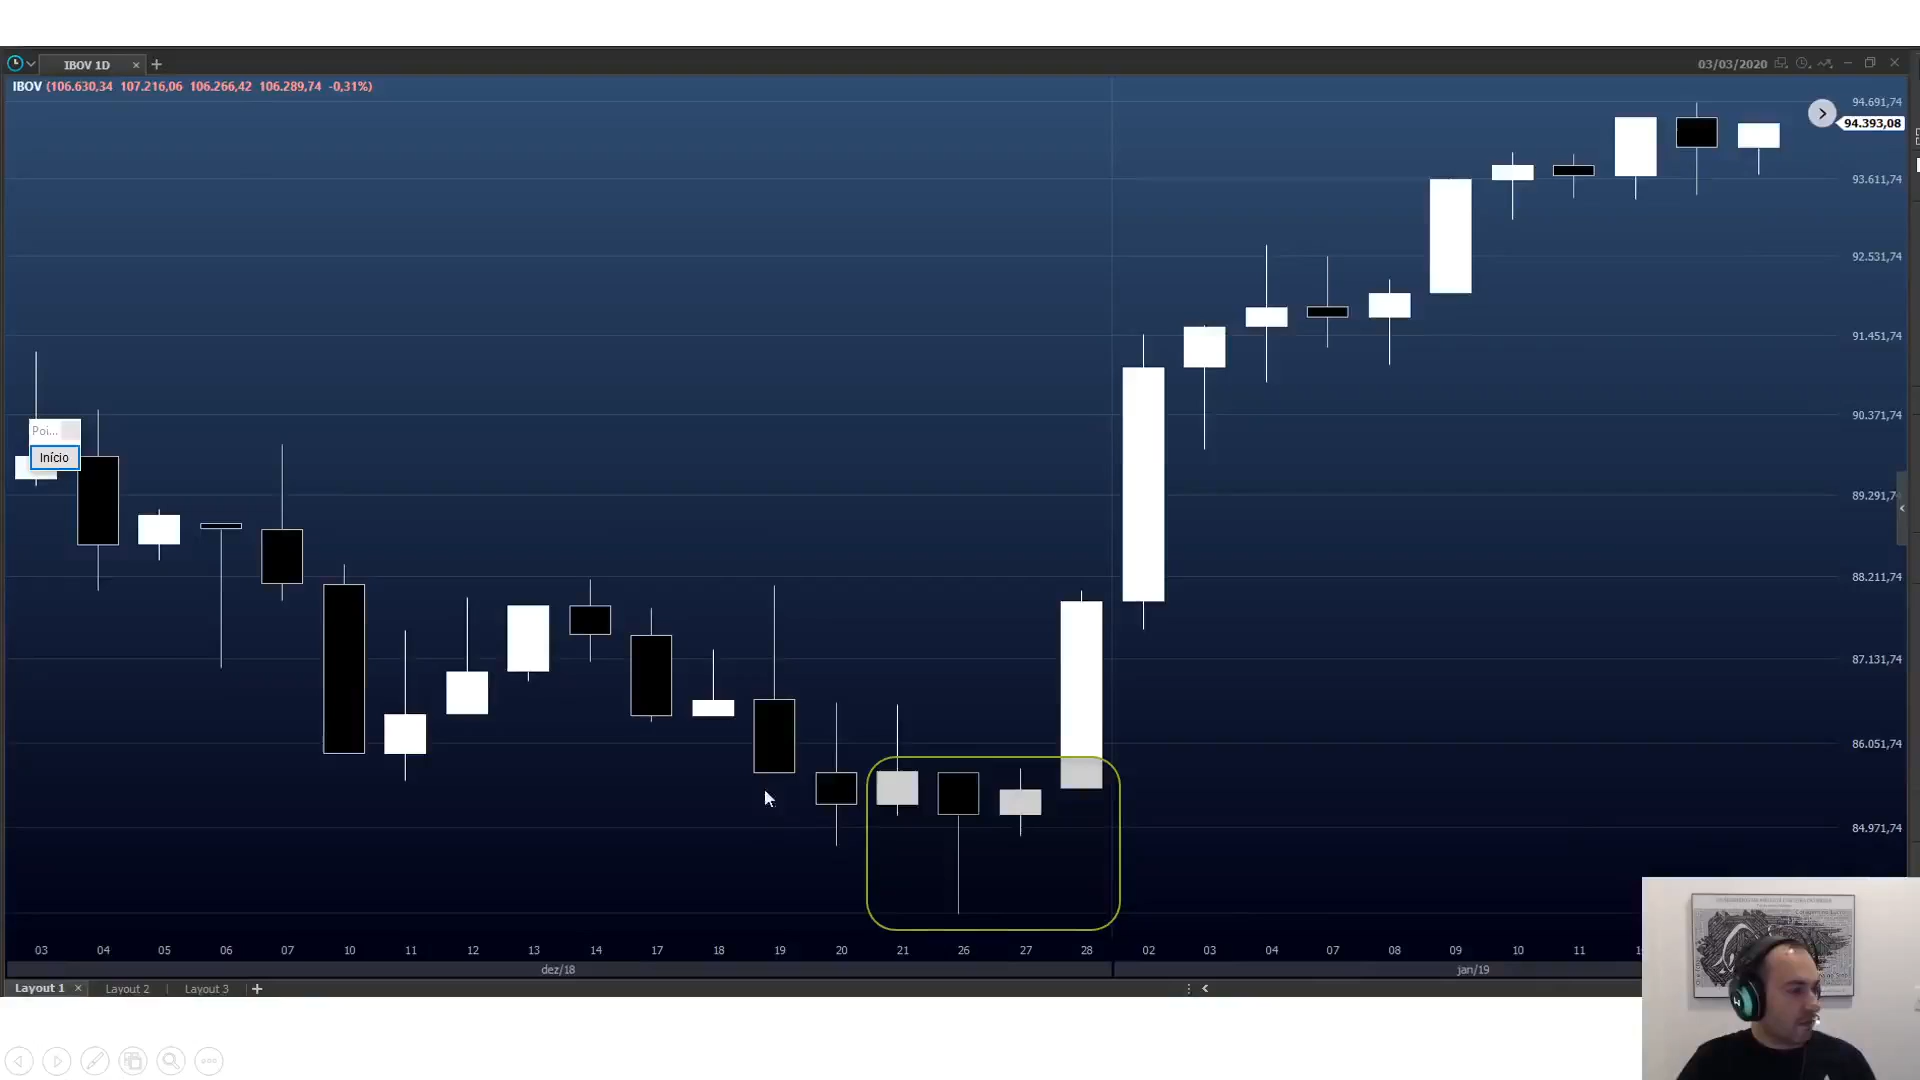 IBOV 1D
03/03/2020
IBOV (106.630,34 107.216,06 106.266,42 106.289,74 -0,31%)
94.691,74
94.393,08
93.611,74
92.531,74
91.451,74
90.371,74
Poi...
Início
89.291,74
88.211,74
87.131,74
86.051,74
84.971,74
03 04 05 06 07 10 11 12 13 14 17 18 19 20 21 26 27 28 02 03 04 07 08 09 10 11
dez/18 jan/19
Layout 1 Layout 2 Layout 3